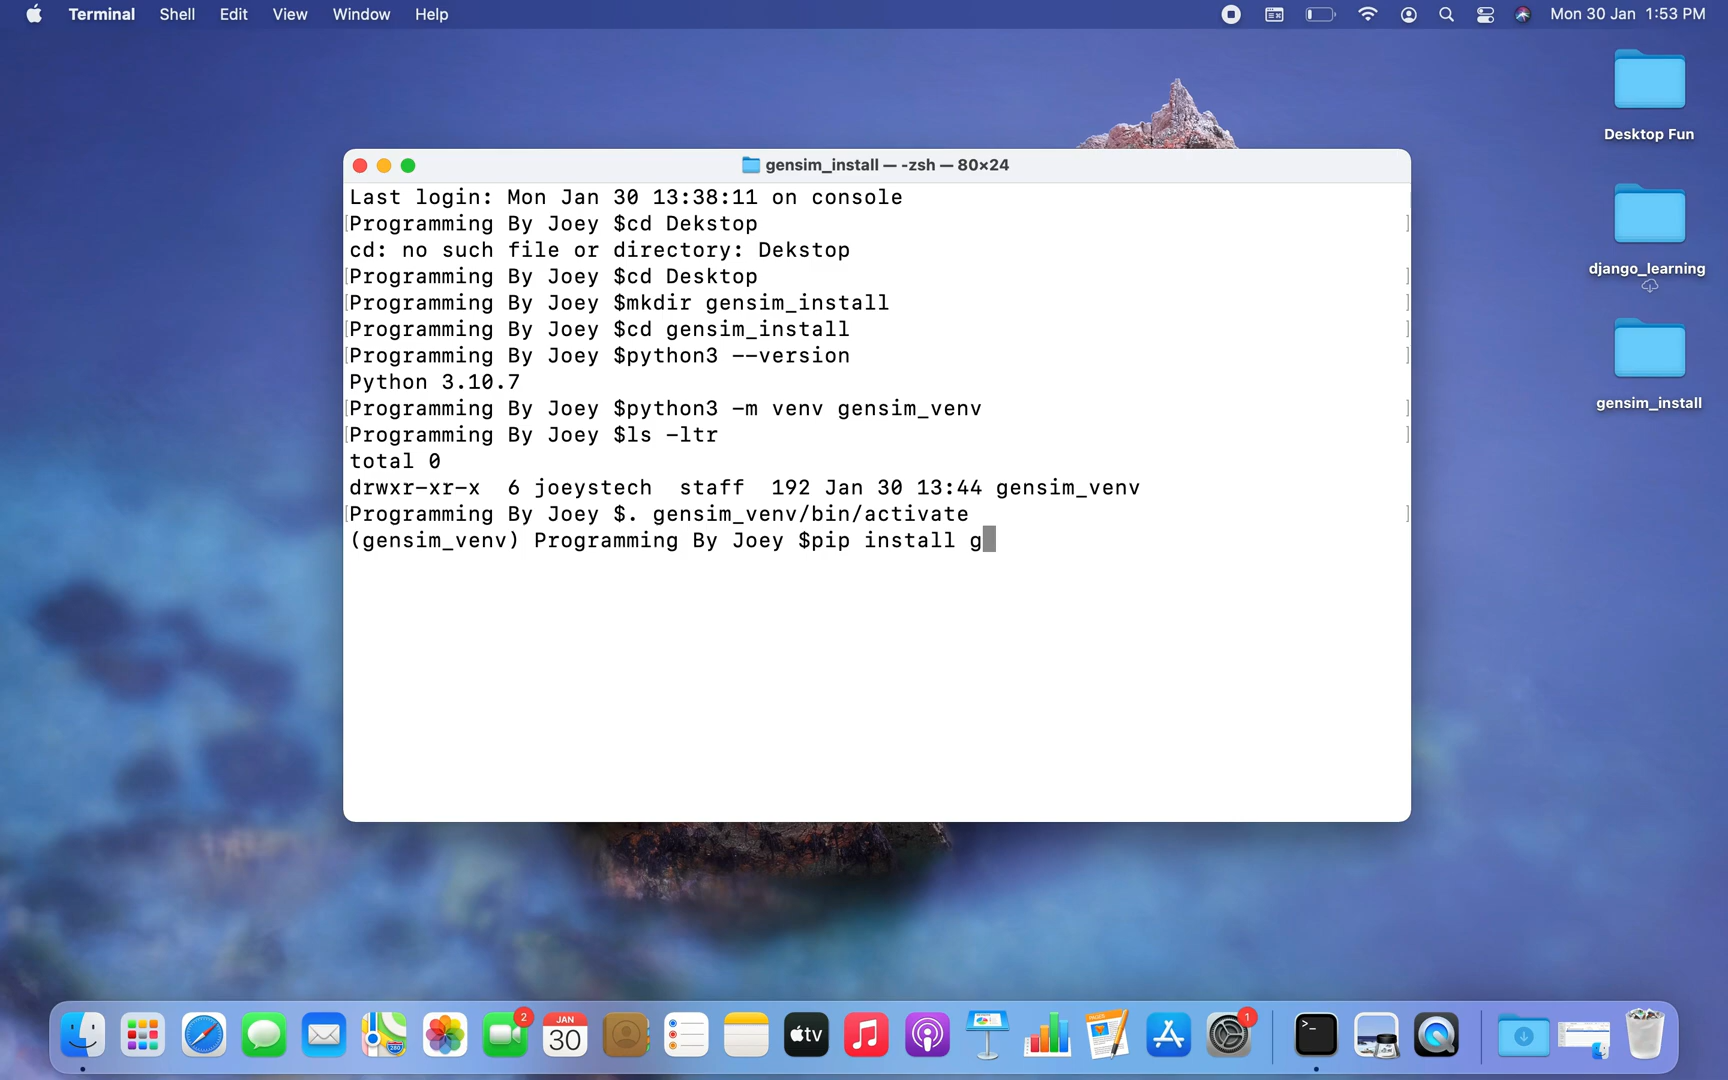 Terminal Shell Edit View Window Help Mon 30 Jan 1:53 PM
Desktop Fun
django_learning
gensim_install
gensim_install — -zsh — 80×24
Last login: Mon Jan 30 13:38:11 on console
[Programming By Joey $cd Dekstop ]
cd: no such file or directory: Dekstop
[Programming By Joey $cd Desktop ]
[Programming By Joey $mkdir gensim_install ]
[Programming By Joey $cd gensim_install ]
[Programming By Joey $python3 --version ]
Python 3.10.7
[Programming By Joey $python3 -m venv gensim_venv ]
[Programming By Joey $ls -ltr ]
total 0
drwxr-xr-x  6 joeystech  staff  192 Jan 30 13:44 gensim_venv
[Programming By Joey $. gensim_venv/bin/activate ]
(gensim_venv) Programming By Joey $pip install g
2
JAN
30
tv
1
>_